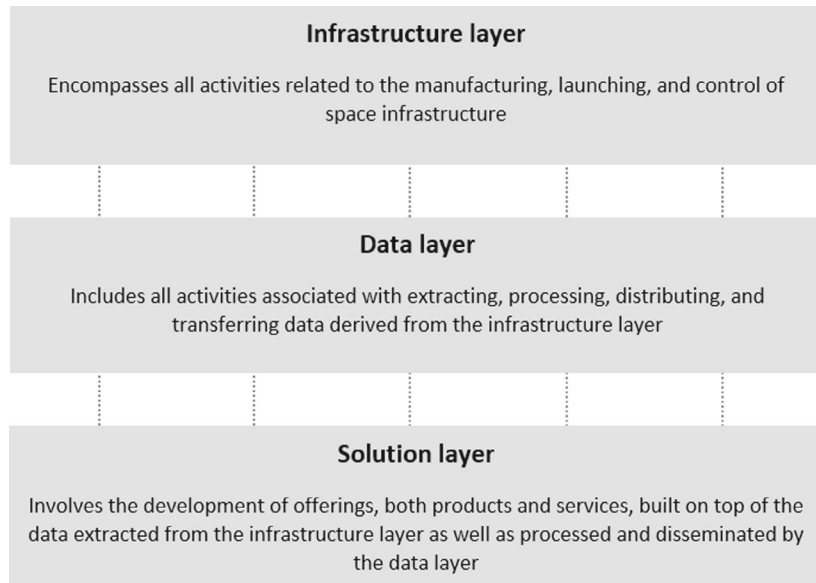 Infrastructure layer
Encompasses all activities related to the manufacturing, launching, and control of
space infrastructure
Data layer
Includes all activities associated with extracting, processing, distributing, and
transferring data derived from the infrastructure layer
Solution layer
Involves the development of offerings, both products and services, built on top of the
data extracted from the infrastructure layer as well as processed and disseminated by
the data layer